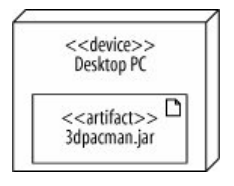 <<device>>
Desktop PC
<<artifact>>
3dpacman.jar